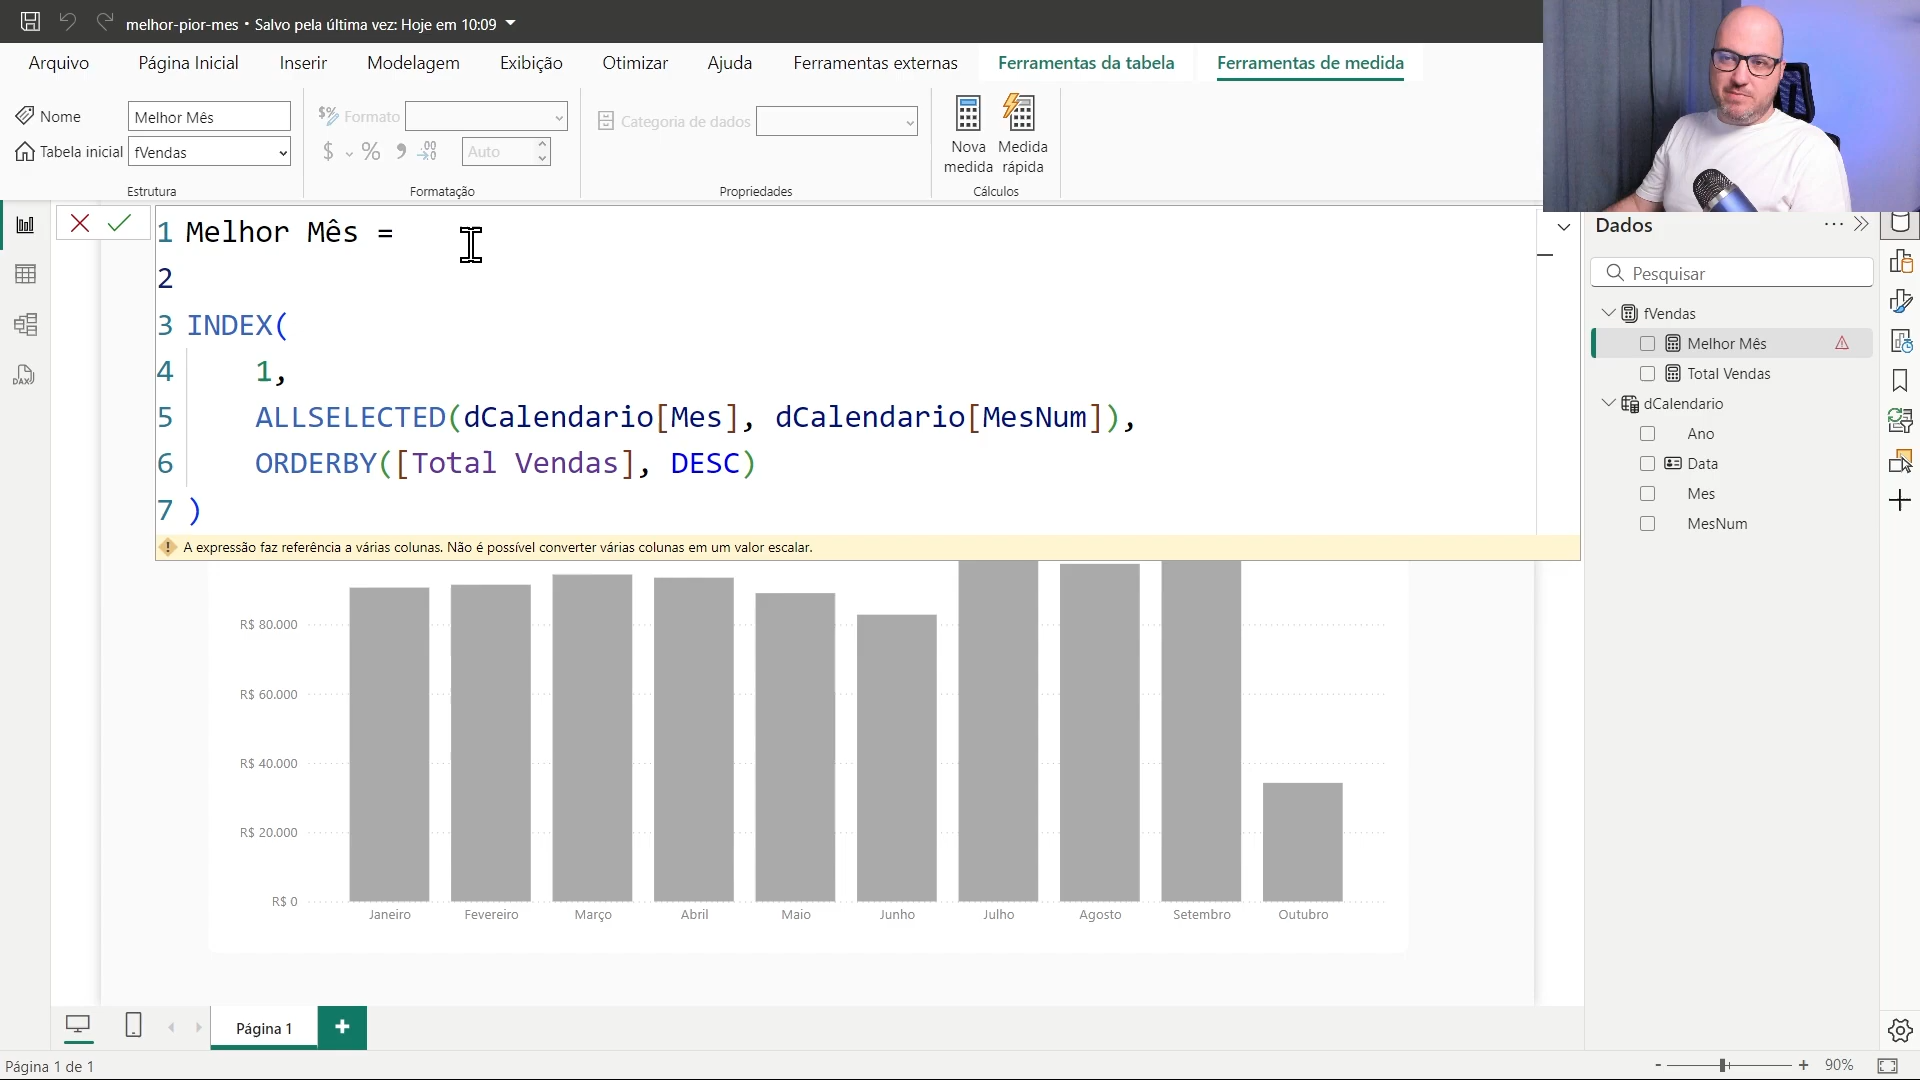 melhor-pior-mes • Salvo pela última vez: Hoje em 10:09
Arquivo Página Inicial Inserir Modelagem Exibição Otimizar Ajuda Ferramentas externas Ferramentas da tabela Ferramentas de medida
Nome Melhor Mês
Tabela inicial fVendas
Estrutura
$% Formato
$ % 9 .00 Auto
Formatação
Categoria de dados
Propriedades
Nova medida
Medida rápida
Cálculos
1 Melhor Mês =
2
3 INDEX(
4 1,
5 ALLSELECTED(dCalendario[Mes], dCalendario[MesNum]),
6 ORDERBY([Total Vendas], DESC)
7 )
A expressão faz referência a várias colunas. Não é possível converter várias colunas em um valor escalar.
R$ 80.000
R$ 60.000
R$ 40.000
R$ 20.000
R$ 0
Janeiro Fevereiro Março Abril Maio Junho Julho Agosto Setembro Outubro
Dados
Pesquisar
fVendas
Melhor Mês
Total Vendas
dCalendario
Ano
Data
Mes
MesNum
DAX
Página 1 +
Página 1 de 1
- + 90%